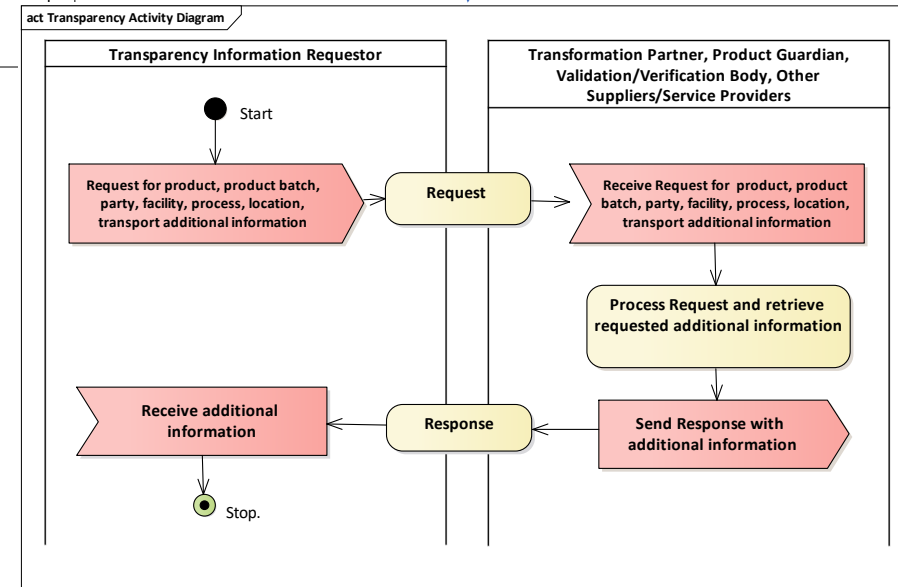 act Transparency Activity Diagram
Transparency Information Requestor
Transformation Partner, Product Guardian,
Validation/Verification Body, Other
Suppliers/Service Providers
Start
Request for product, product batch,
party, facility, process, location,
transport additional information
Request
Receive Request for product, product
batch, party, facility, process, location,
transport additional information
Process Request and retrieve
requested additional information
Receive additional
information
Response
Send Response with
additional information
Stop.